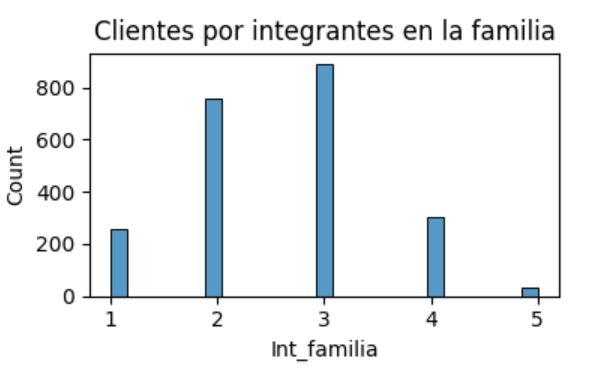 Clientes por integrantes en la familia
800
600
400
200
0
Count
1 2 3 4 5
Int_familia